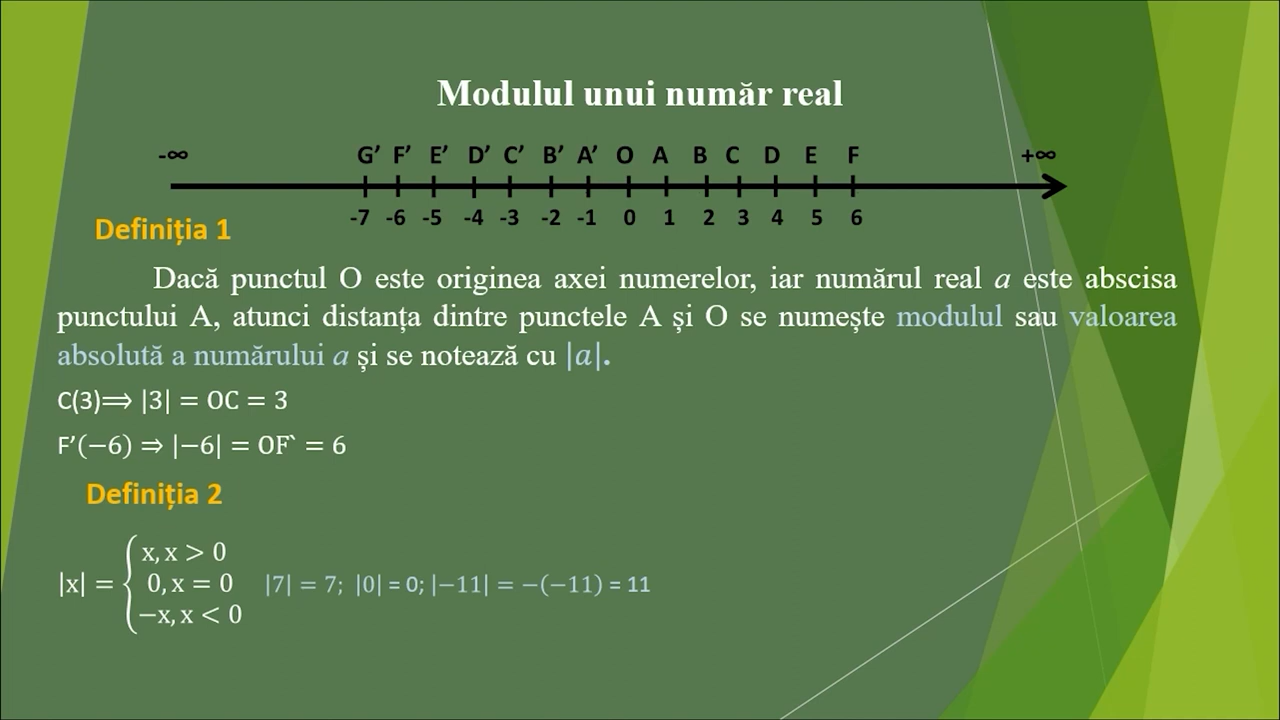 Modulul unui număr real
-∞ G’ F’ E’ D’ C’ B’ A’ O A B C D E F +∞
-7 -6 -5 -4 -3 -2 -1 0 1 2 3 4 5 6
Definiția 1
Dacă punctul O este originea axei numerelor, iar numărul real a este abscisa
punctului A, atunci distanța dintre punctele A și O se numește modulul sau valoarea
absolută a numărului a și se notează cu |a|.
C(3)⟹ |3| = OC = 3
F’(−6) ⇒ |−6| = OF‵ = 6
Definiția 2
x, x > 0
|x| = { 0, x = 0 |7| = 7; |0| = 0; |−11| = −(−11) = 11
−x, x < 0